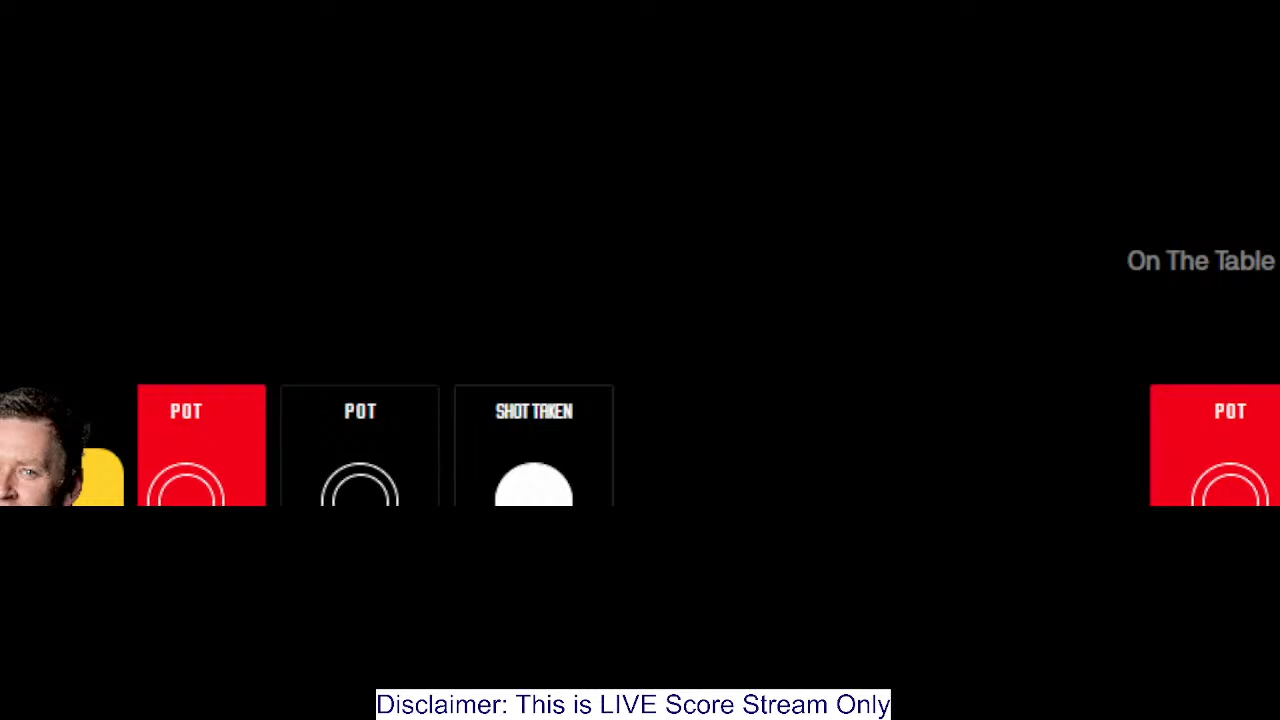 On The Table
POT
POT
SHOT TAKEN
POT
Disclaimer: This is LIVE Score Stream Only